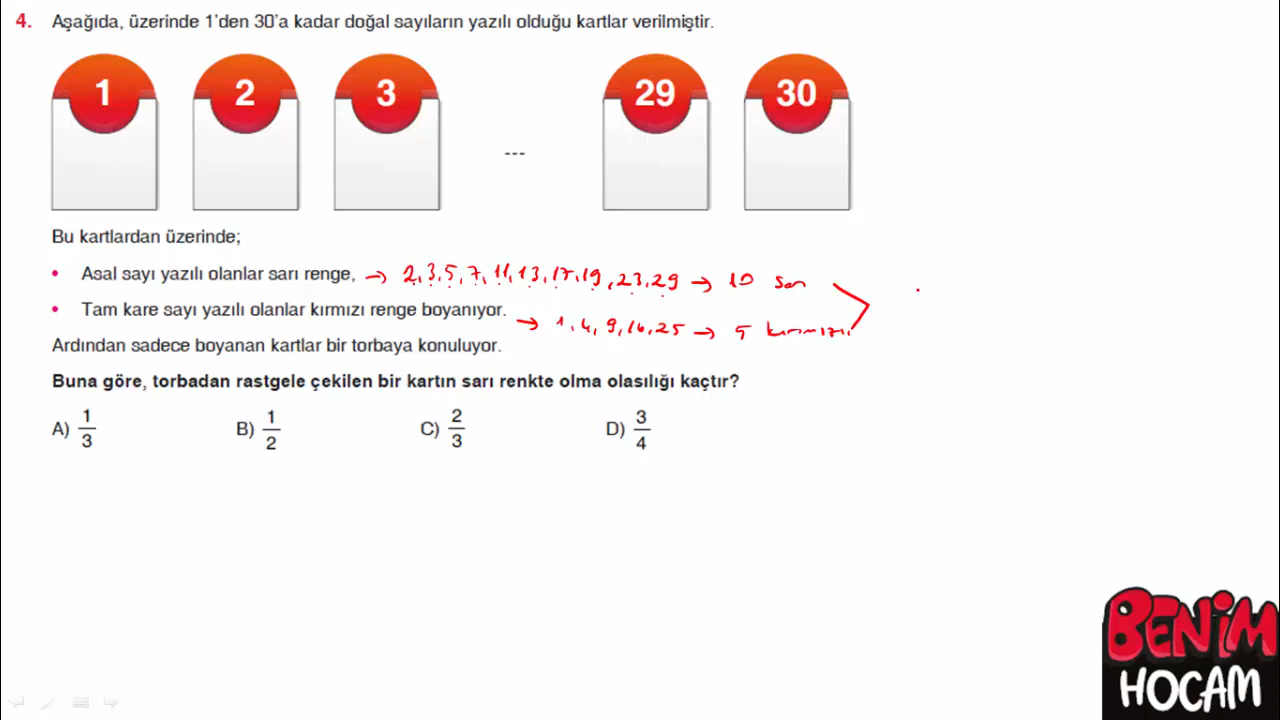 4. Aşağıda, üzerinde 1'den 30'a kadar doğal sayıların yazılı olduğu kartlar verilmiştir.
1 2 3 --- 29 30
Bu kartlardan üzerinde;
• Asal sayı yazılı olanlar sarı renge, → 2,3,5,7,11,13,17,19,23,29 → 10 sarı
• Tam kare sayı yazılı olanlar kırmızı renge boyanıyor. → 1,4,9,16,25 → 5 kırmızı
Ardından sadece boyanan kartlar bir torbaya konuluyor.
Buna göre, torbadan rastgele çekilen bir kartın sarı renkte olma olasılığı kaçtır?
A) 1/3 B) 1/2 C) 2/3 D) 3/4
BENİM
HOCAM